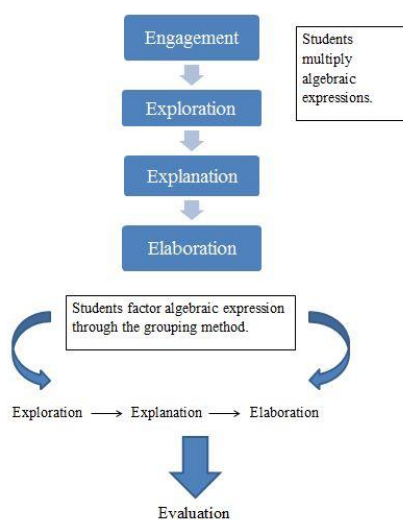 Engagement
Students
multiply
algebraic
expressions.
Exploration
Explanation
Elaboration
Students factor algebraic expression
through the grouping method.
Exploration Explanation Elaboration
Evaluation